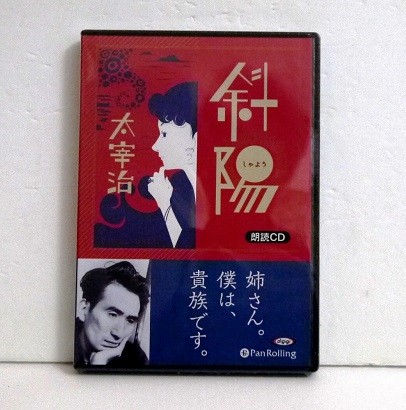 斜陽
しゃよう
太宰治
朗読CD
姉さん。
僕は、
貴族です。
PanRolling